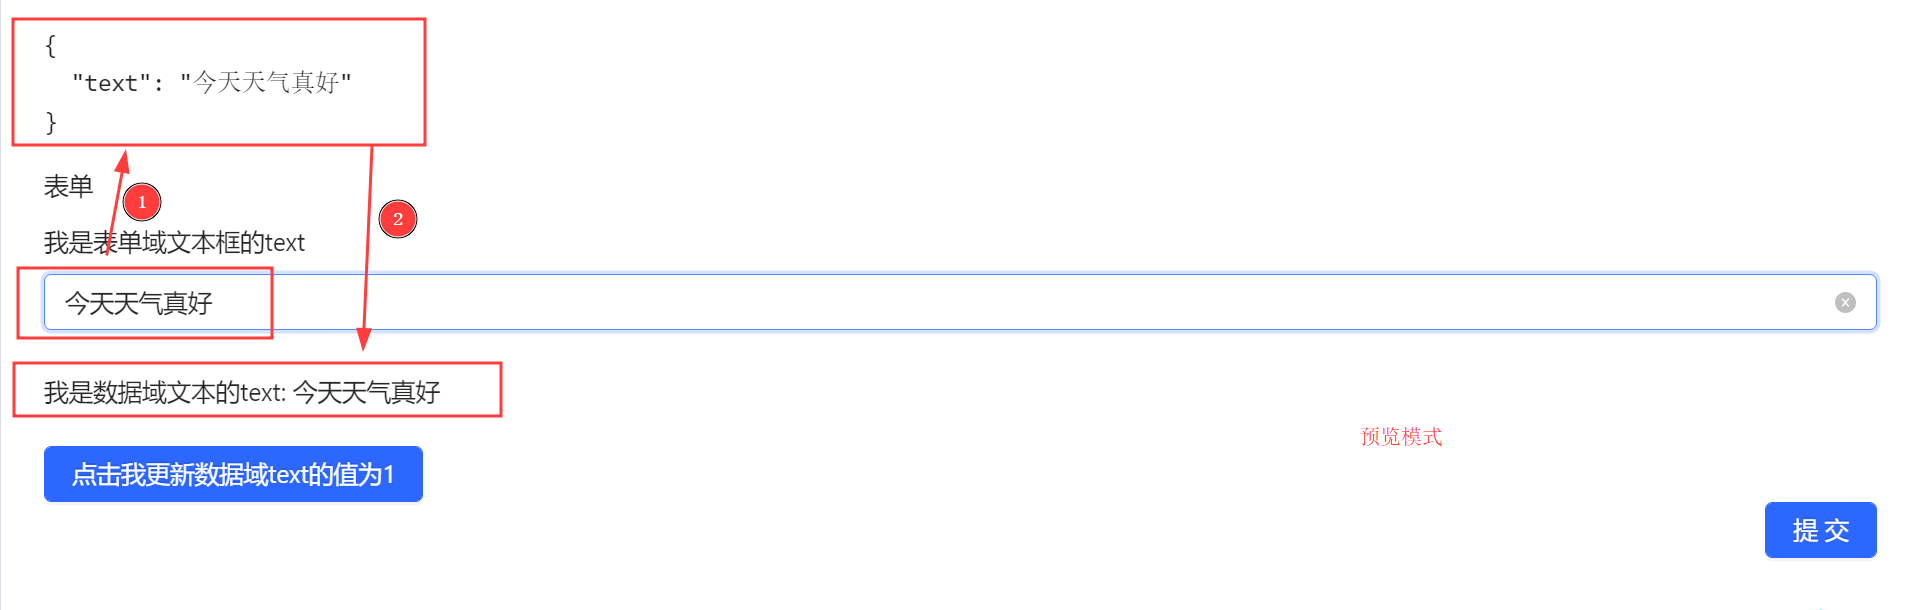 {
"text": "今天天气真好"
}
表单
1
2
我是表单域文本框的text
今天天气真好
我是数据域文本的text: 今天天气真好
预览模式
点击我更新数据域text的值为1
提 交